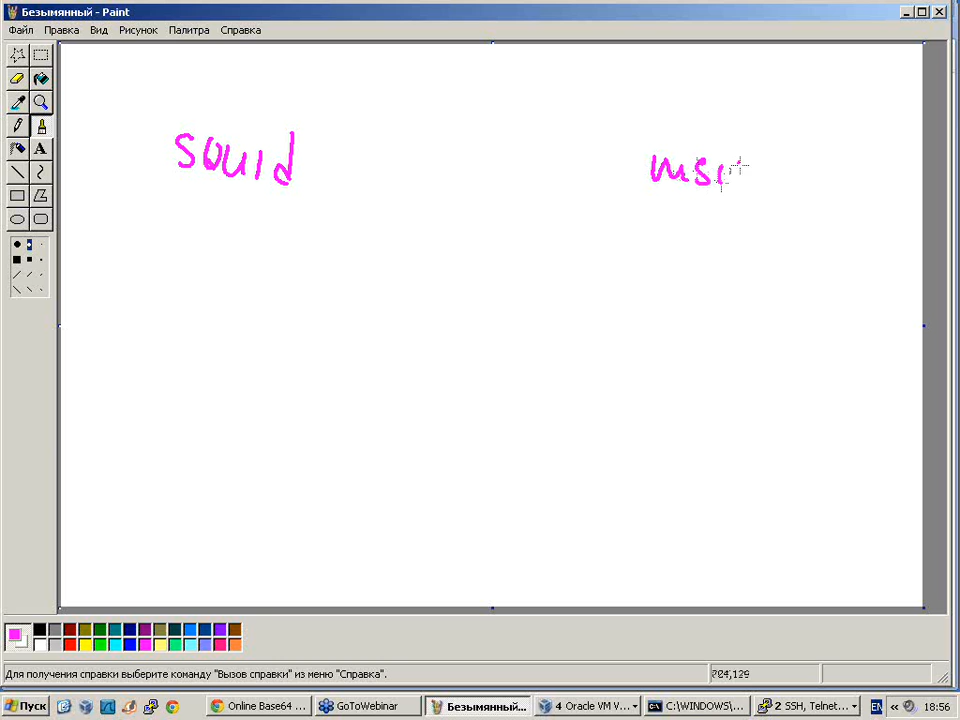 Безымянный - Paint
Файл Правка Вид Рисунок Палитра Справка
squid
Для получения справки выберите команду "Вызов справки" из меню "Справка".
Пуск Online Base64 ... GoToWebinar Безымянный... 4 Oracle VM V... C:\WINDOWS\... 2 SSH, Telnet... EN 18:56